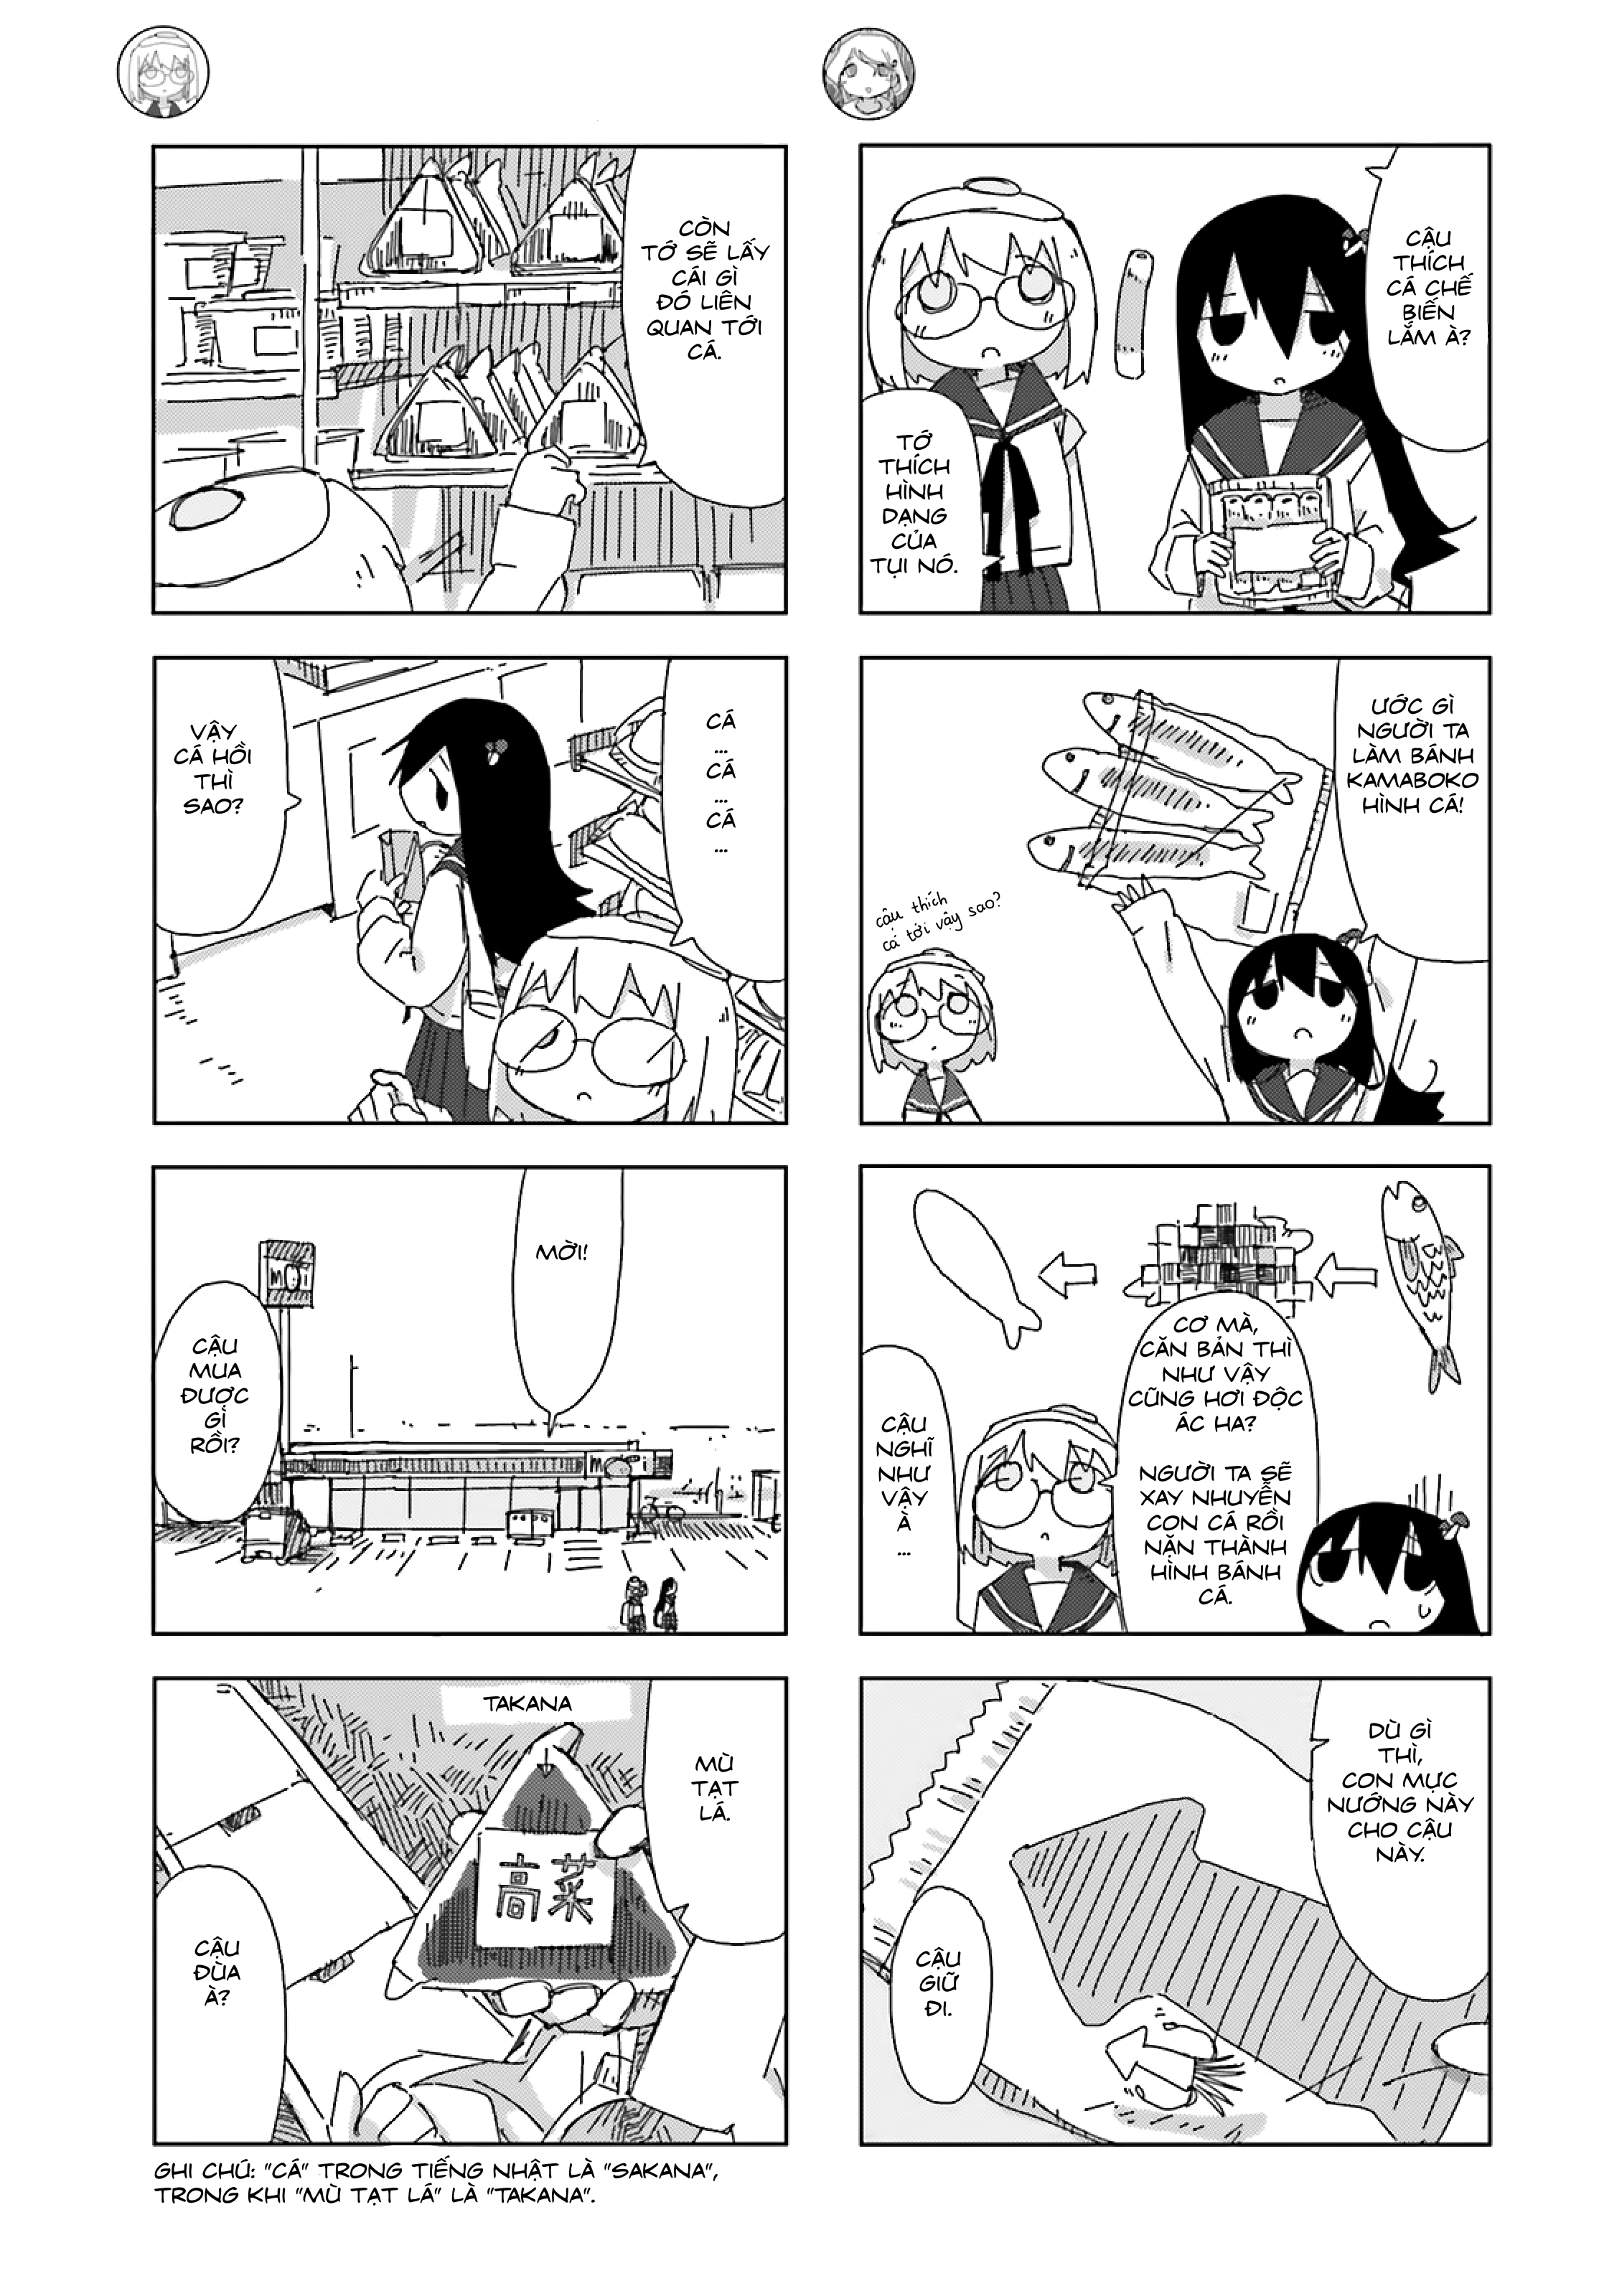 CẬU
THÍCH
CÁ CHẾ
BIẾN
LẮM À?
TỚ
THÍCH
HÌNH
DẠNG
CỦA
TỤI NÓ.
ƯỚC GÌ
NGƯỜI TA
LÀM BÁNH
KAMABOKO
HÌNH CÁ!
cậu thích
cá tới vậy sao?
CƠ MÀ,
CĂN BẢN THÌ
NHƯ VẬY
CŨNG HƠI ĐỘC
ÁC HA?
NGƯỜI TA SẼ
XAY NHUYỄN
CON CÁ RỒI
NẶN THÀNH
HÌNH BÁNH
CÁ.
CẬU
NGHĨ
NHƯ
VẬY
À
...
DÙ GÌ
THÌ,
CON MỰC
NƯỚNG NÀY
CHO CẬU
NÀY.
CẬU
GIỮ
ĐI.
CÒN
TỚ SẼ LẤY
CÁI GÌ
ĐÓ LIÊN
QUAN TỚI
CÁ.
CÁ
...
CÁ
...
CÁ
...
VẬY
CÁ HỒI
THÌ
SAO?
MỜI!
CẬU
MUA
ĐƯỢC
GÌ
RỒI?
TAKANA
MÙ
TẠT
LÁ.
高菜
CẬU
ĐÙA
À?
GHI CHÚ: "CÁ" TRONG TIẾNG NHẬT LÀ "SAKANA",
TRONG KHI "MÙ TẠT LÁ" LÀ "TAKANA".